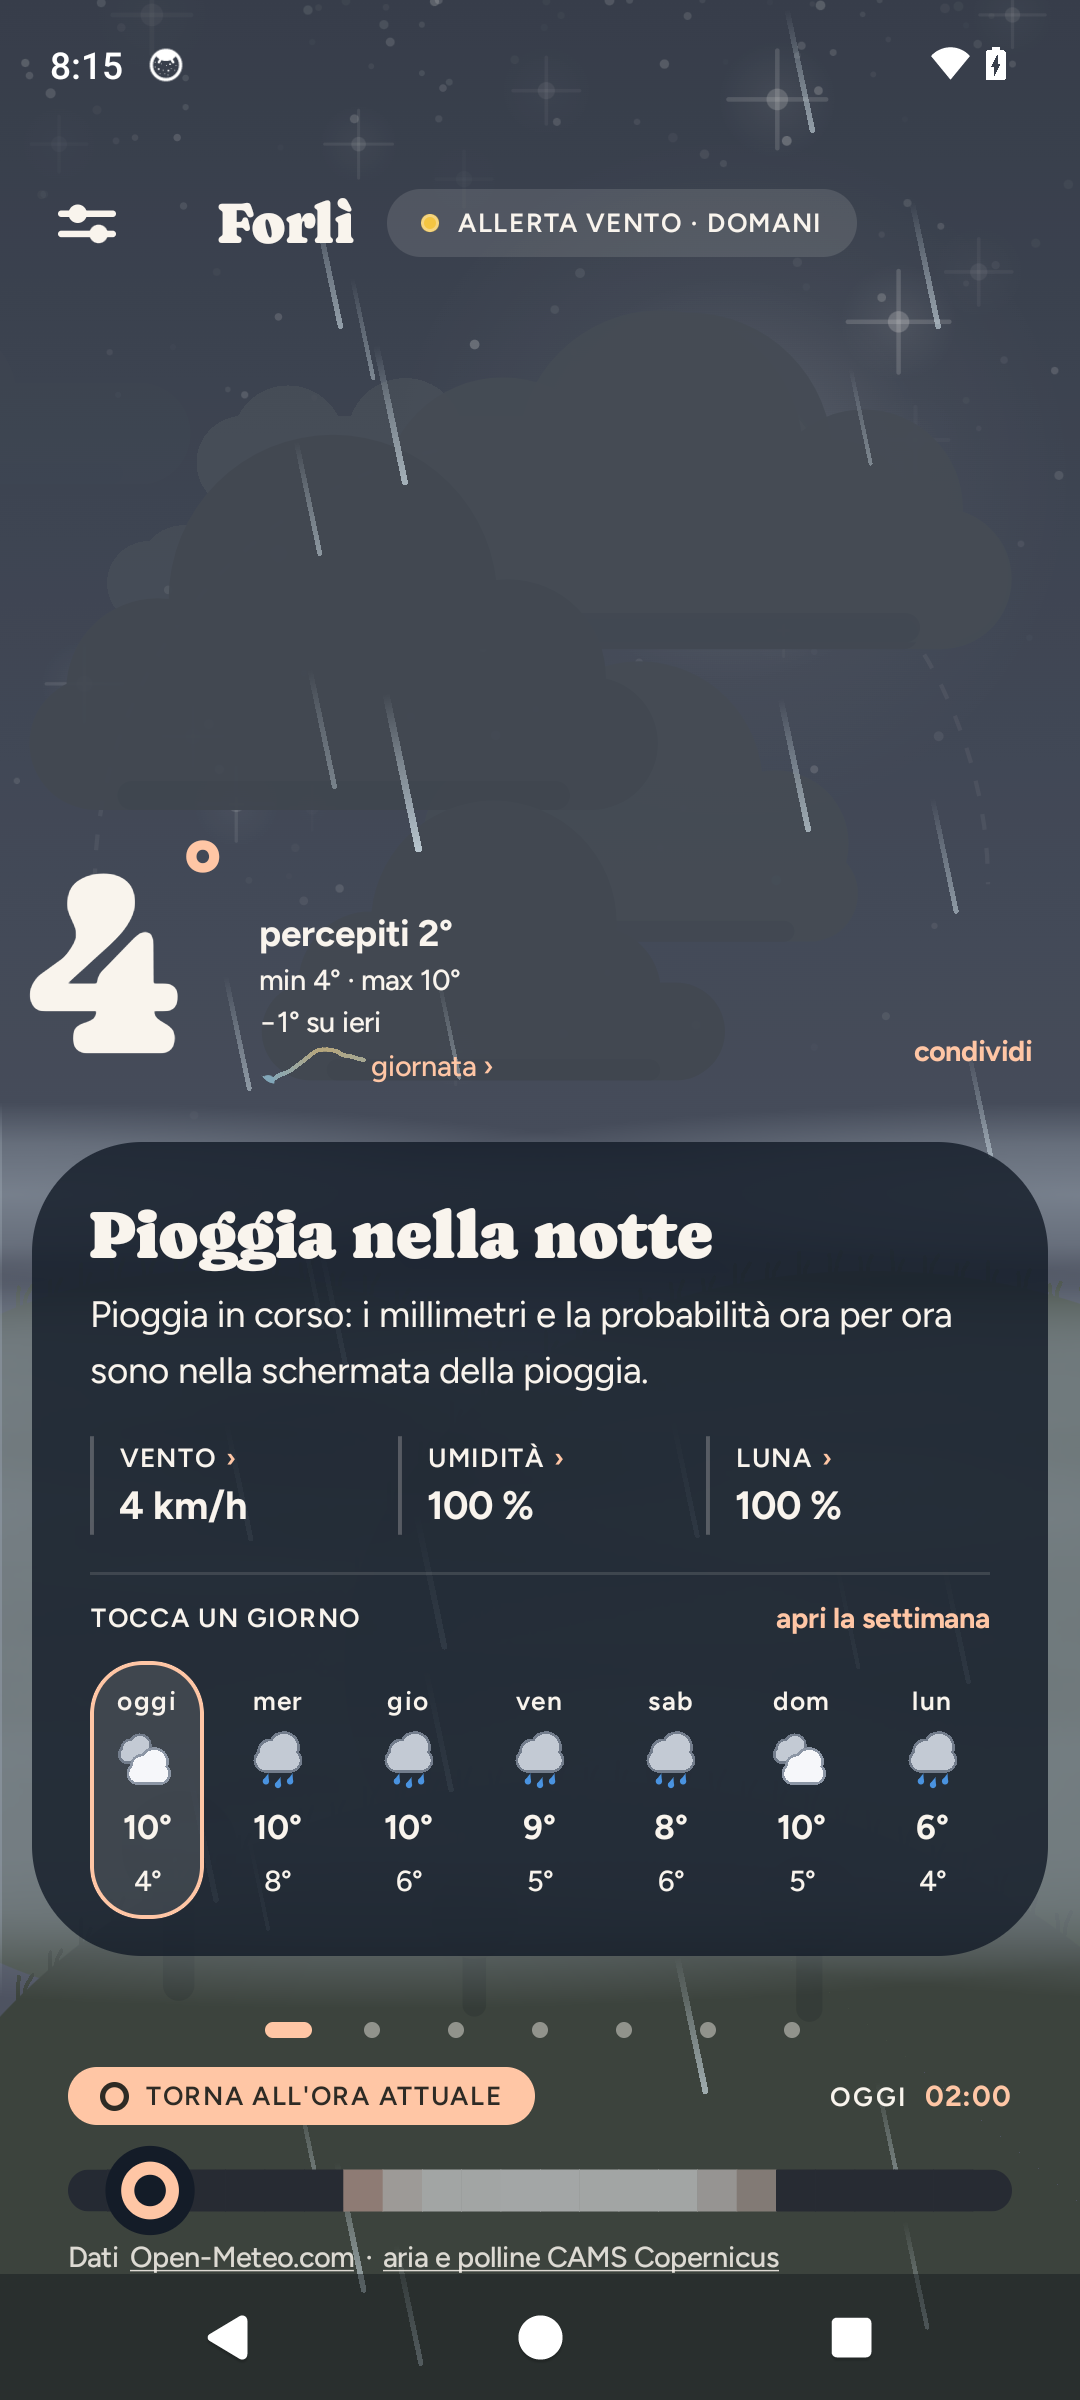 8:15
Forlì
ALLERTA VENTO · DOMANI
4°
percepiti 2°
min 4° · max 10°
−1° su ieri
giornata ›
condividi
Pioggia nella notte
Pioggia in corso: i millimetri e la probabilità ora per ora
sono nella schermata della pioggia.
VENTO › UMIDITÀ › LUNA ›
4 km/h 100 % 100 %
TOCCA UN GIORNO apri la settimana
oggi mer gio ven sab dom lun
10° 10° 10° 9° 8° 10° 6°
4° 8° 6° 5° 6° 5° 4°
TORNA ALL'ORA ATTUALE OGGI 02:00
Dati Open-Meteo.com · aria e polline CAMS Copernicus